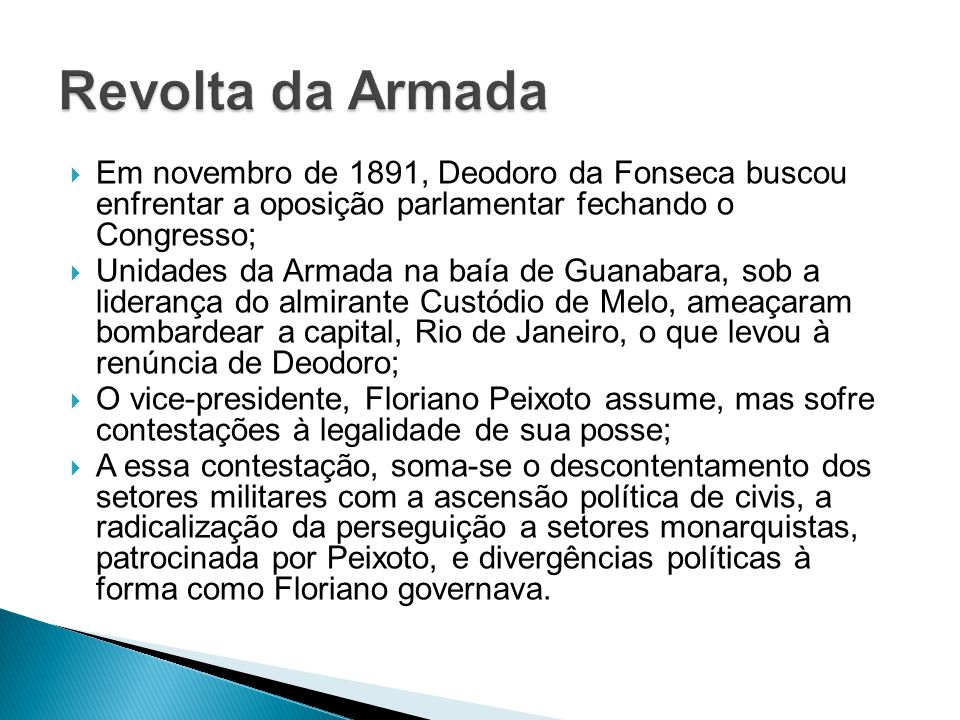 Revolta da Armada
Em novembro de 1891, Deodoro da Fonseca buscou
enfrentar a oposição parlamentar fechando o
Congresso;
Unidades da Armada na baía de Guanabara, sob a
liderança do almirante Custódio de Melo, ameaçaram
bombardear a capital, Rio de Janeiro, o que levou à
renúncia de Deodoro;
O vice-presidente, Floriano Peixoto assume, mas sofre
contestações à legalidade de sua posse;
A essa contestação, soma-se o descontentamento dos
setores militares com a ascensão política de civis, a
radicalização da perseguição a setores monarquistas,
patrocinada por Peixoto, e divergências políticas à
forma como Floriano governava.